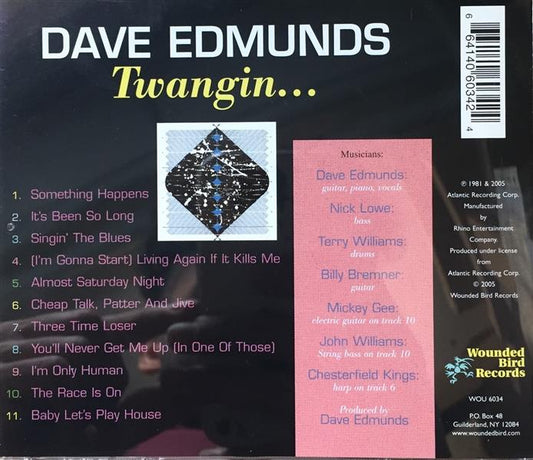 DAVE EDMUNDS
Twangin...
6 64140 60342 4
1. Something Happens
2. It's Been So Long
3. Singin' The Blues
4. (I'm Gonna Start) Living Again If It Kills Me
5. Almost Saturday Night
6. Cheap Talk, Patter And Jive
7. Three Time Loser
8. You'll Never Get Me Up (In One Of Those)
9. I'm Only Human
10. The Race Is On
11. Baby Let's Play House
Musicians:
Dave Edmunds:
guitar, piano, vocals
Nick Lowe:
bass
Terry Williams:
drums
Billy Bremner:
guitar
Mickey Gee:
electric guitar on track 10
John Williams:
String bass on track 10
Chesterfield Kings:
harp on track 6
Produced by
Dave Edmunds
℗ 1981 & 2005
Atlantic Recording Corp.
Manufactured
by
Rhino Entertainment
Company.
Produced under license
from
Atlantic Recording Corp.
© 2005
Wounded Bird Records
Wounded
Bird
Records
WOU 6034
P.O. Box 48
Guilderland, NY 12084
www.woundedbird.com